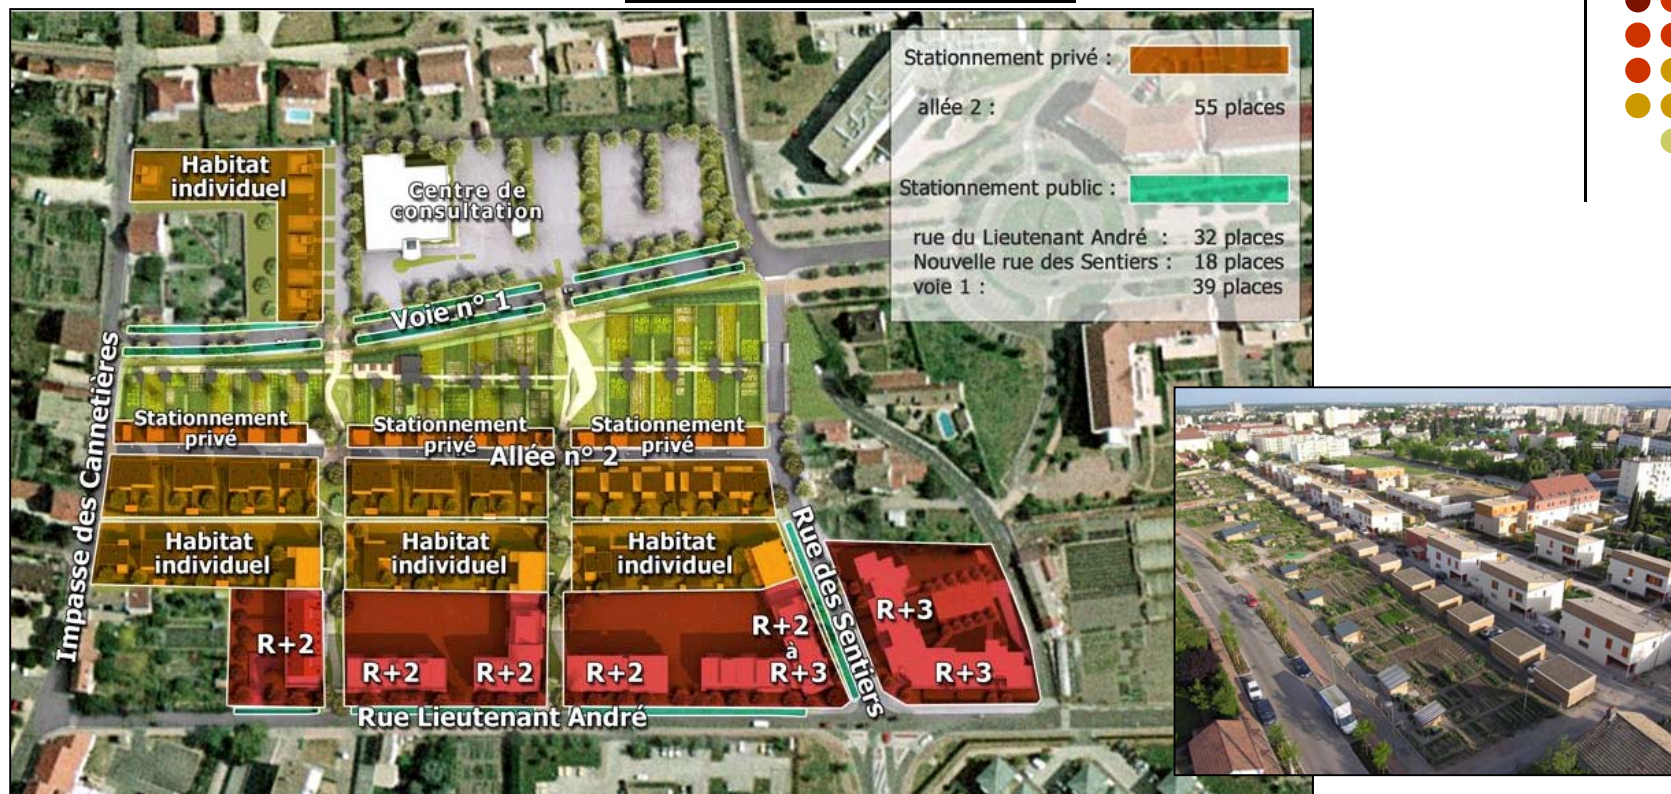 Stationnement privé :
allée 2 : 55 places
Stationnement public :
rue du Lieutenant André : 32 places
Nouvelle rue des Sentiers : 18 places
voie 1 : 39 places
Habitat
individuel
Centre de
consultation
Voie n° 1
Impasse des Cannetières
Stationnement
privé
Stationnement
privé
Stationnement
privé
Allée n° 2
Habitat
individuel
Habitat
individuel
Habitat
individuel
Rue des Sentiers
R+2
R+2
R+2
R+2
R+2
à
R+3
R+3
R+3
Rue Lieutenant André